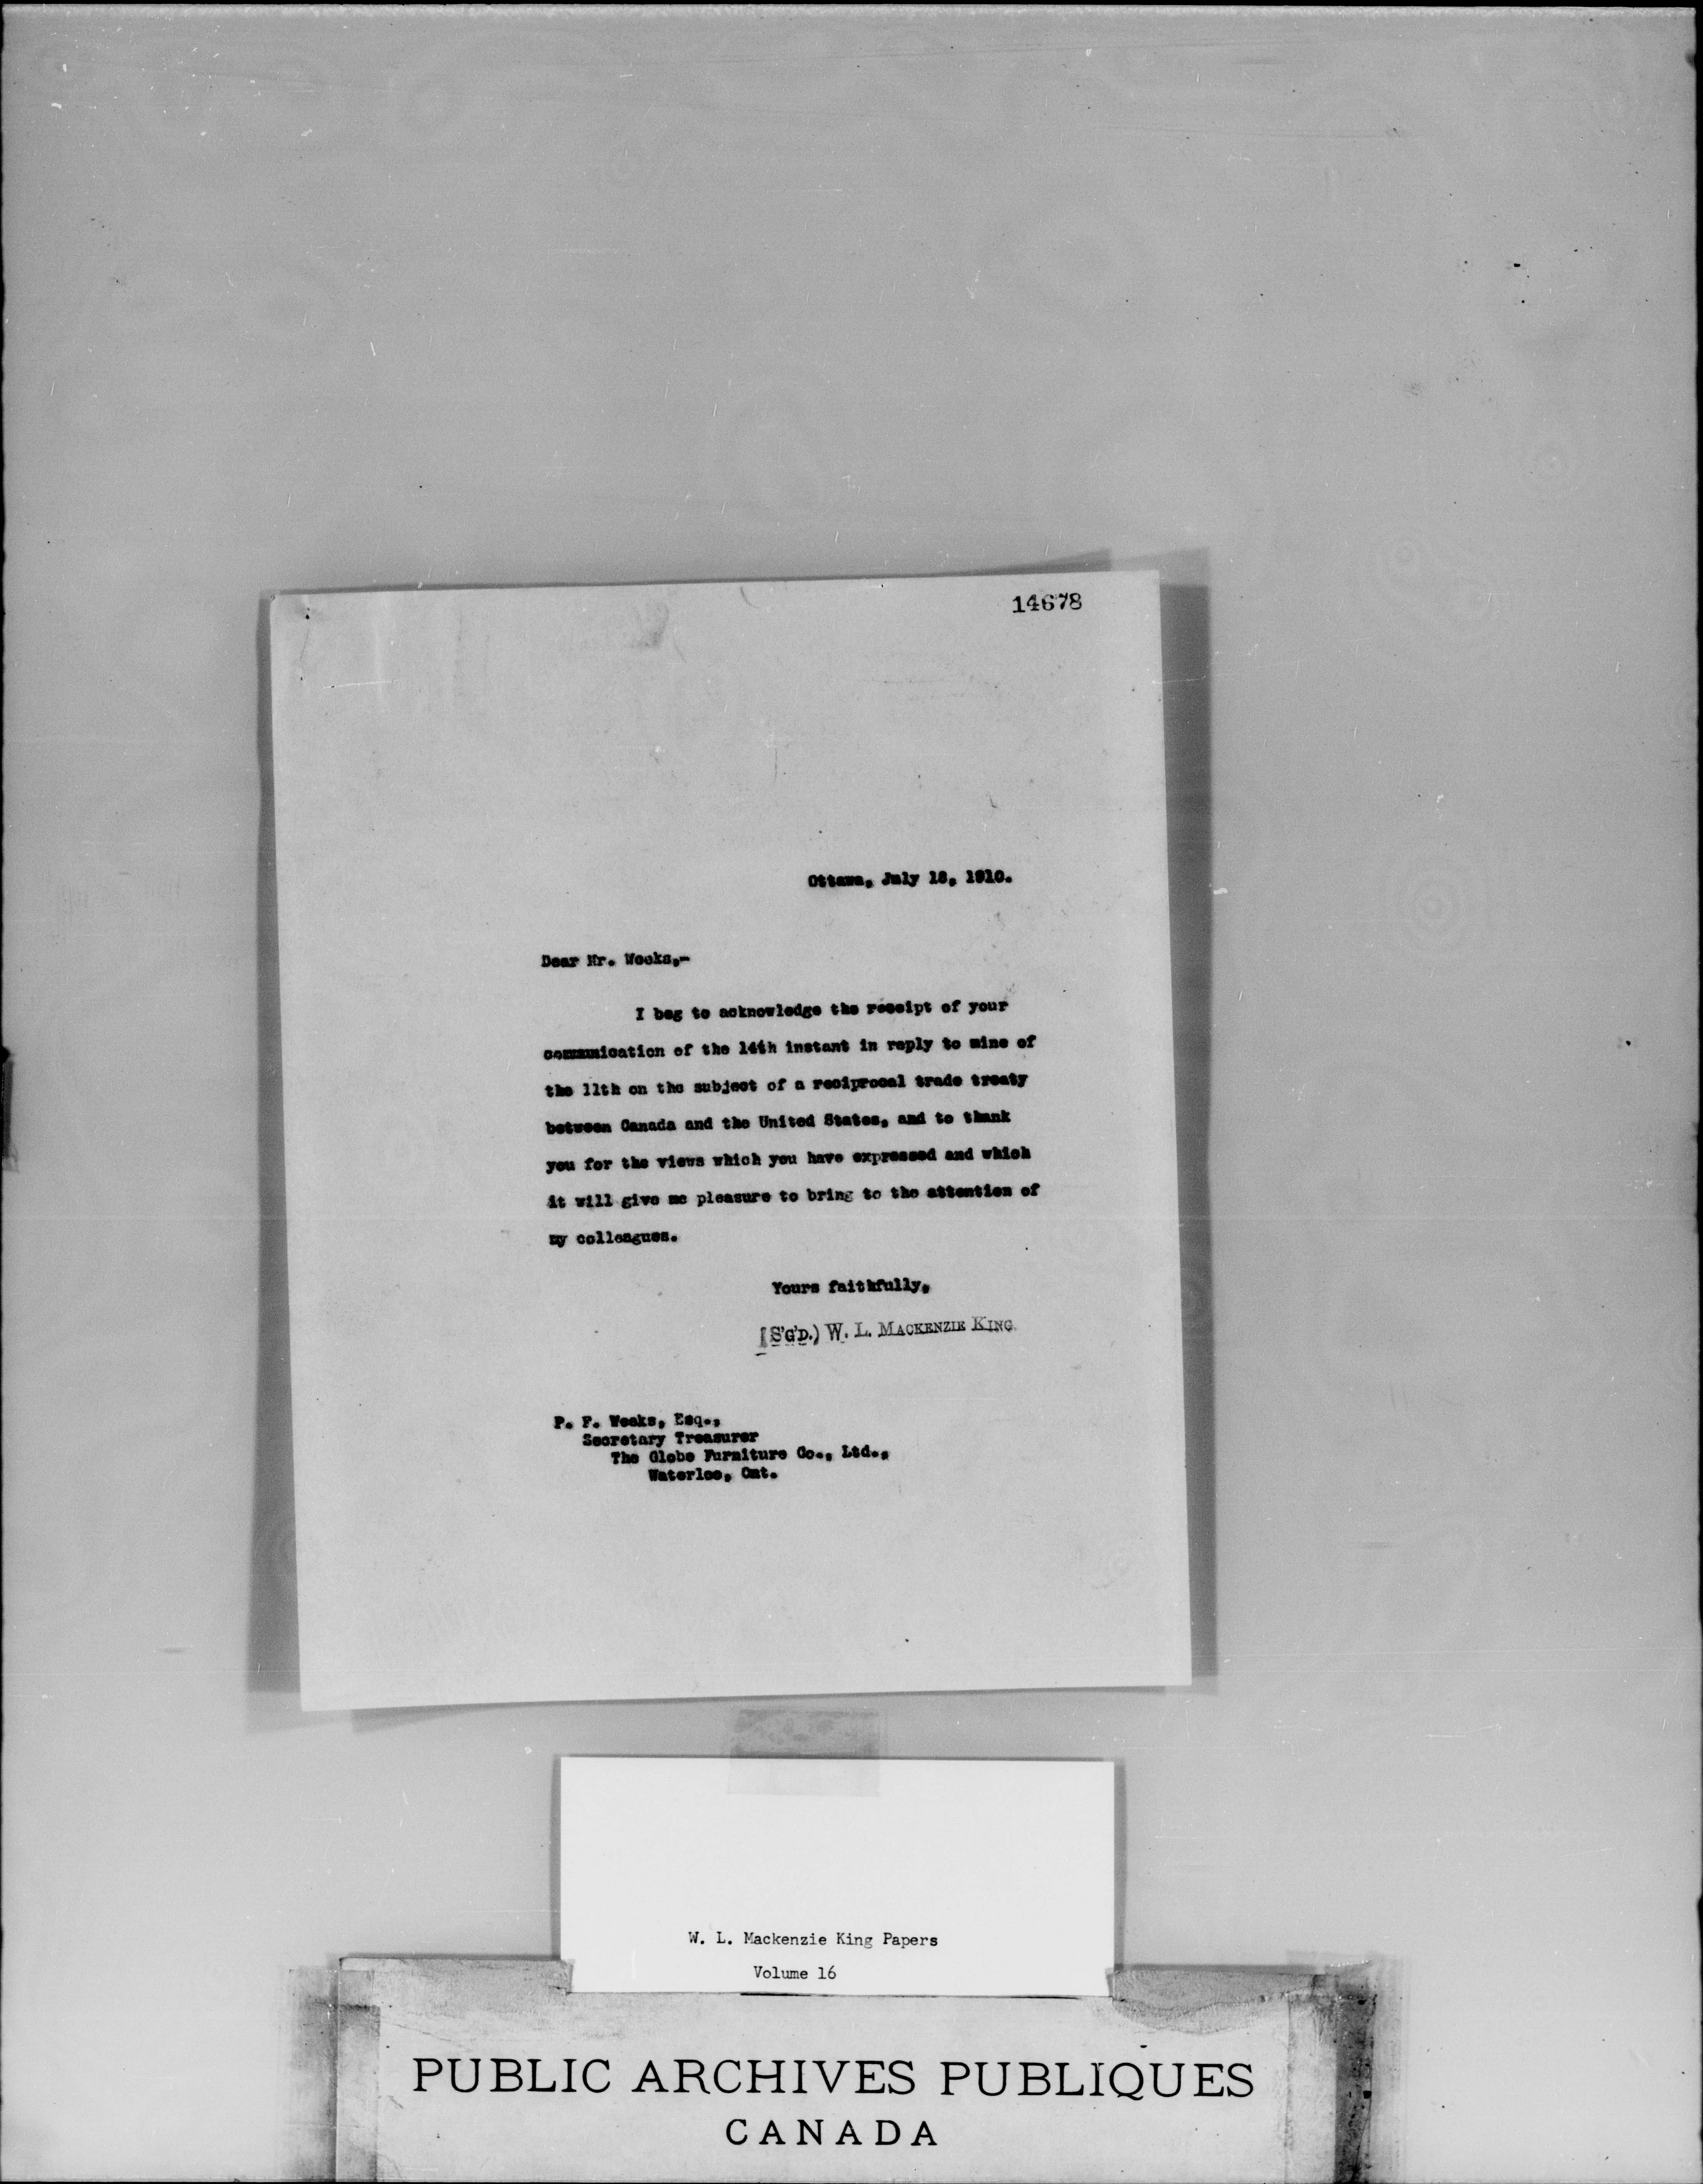 14678
Ottawa, July 18, 1910.
Dear Mr. Weeks,-
I beg to acknowledge the receipt of your
communication of the 14th instant in reply to mine of
the 11th on the subject of a reciprocal trade treaty
between Canada and the United States, and to thank
you for the views which you have expressed and which
it will give me pleasure to bring to the attention of
my colleagues.
Yours faithfully,
(S'G'D.) W. L. MACKENZIE KING.
P. F. Weeks, Esq.,
Secretary Treasurer
The Globe Furniture Co., Ltd.,
Waterloo, Ont.
W. L. Mackenzie King Papers
Volume 16
PUBLIC ARCHIVES PUBLIQUES
CANADA